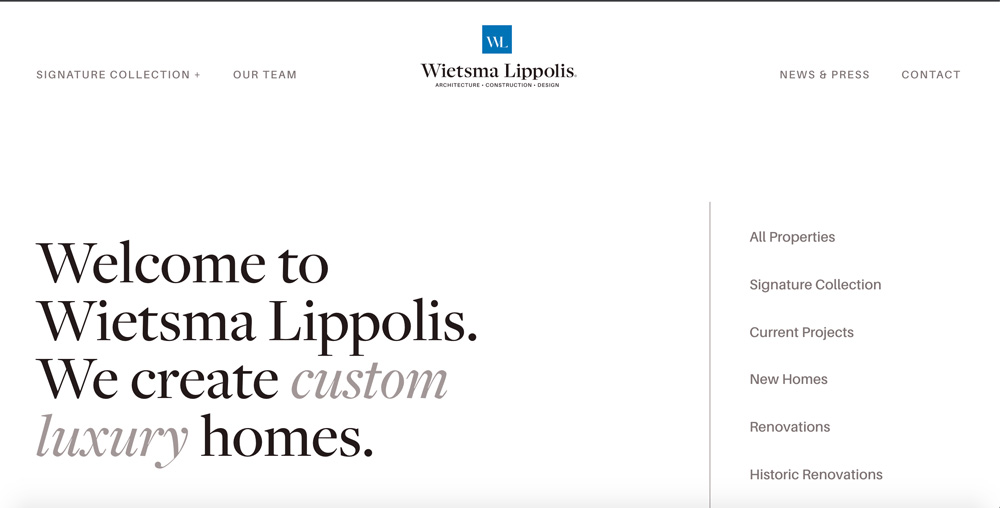 SIGNATURE COLLECTION +
OUR TEAM
WL
Wietsma Lippolis.
ARCHITECTURE • CONSTRUCTION • DESIGN
NEWS & PRESS
CONTACT
Welcome to
Wietsma Lippolis.
We create custom
luxury homes.
All Properties
Signature Collection
Current Projects
New Homes
Renovations
Historic Renovations